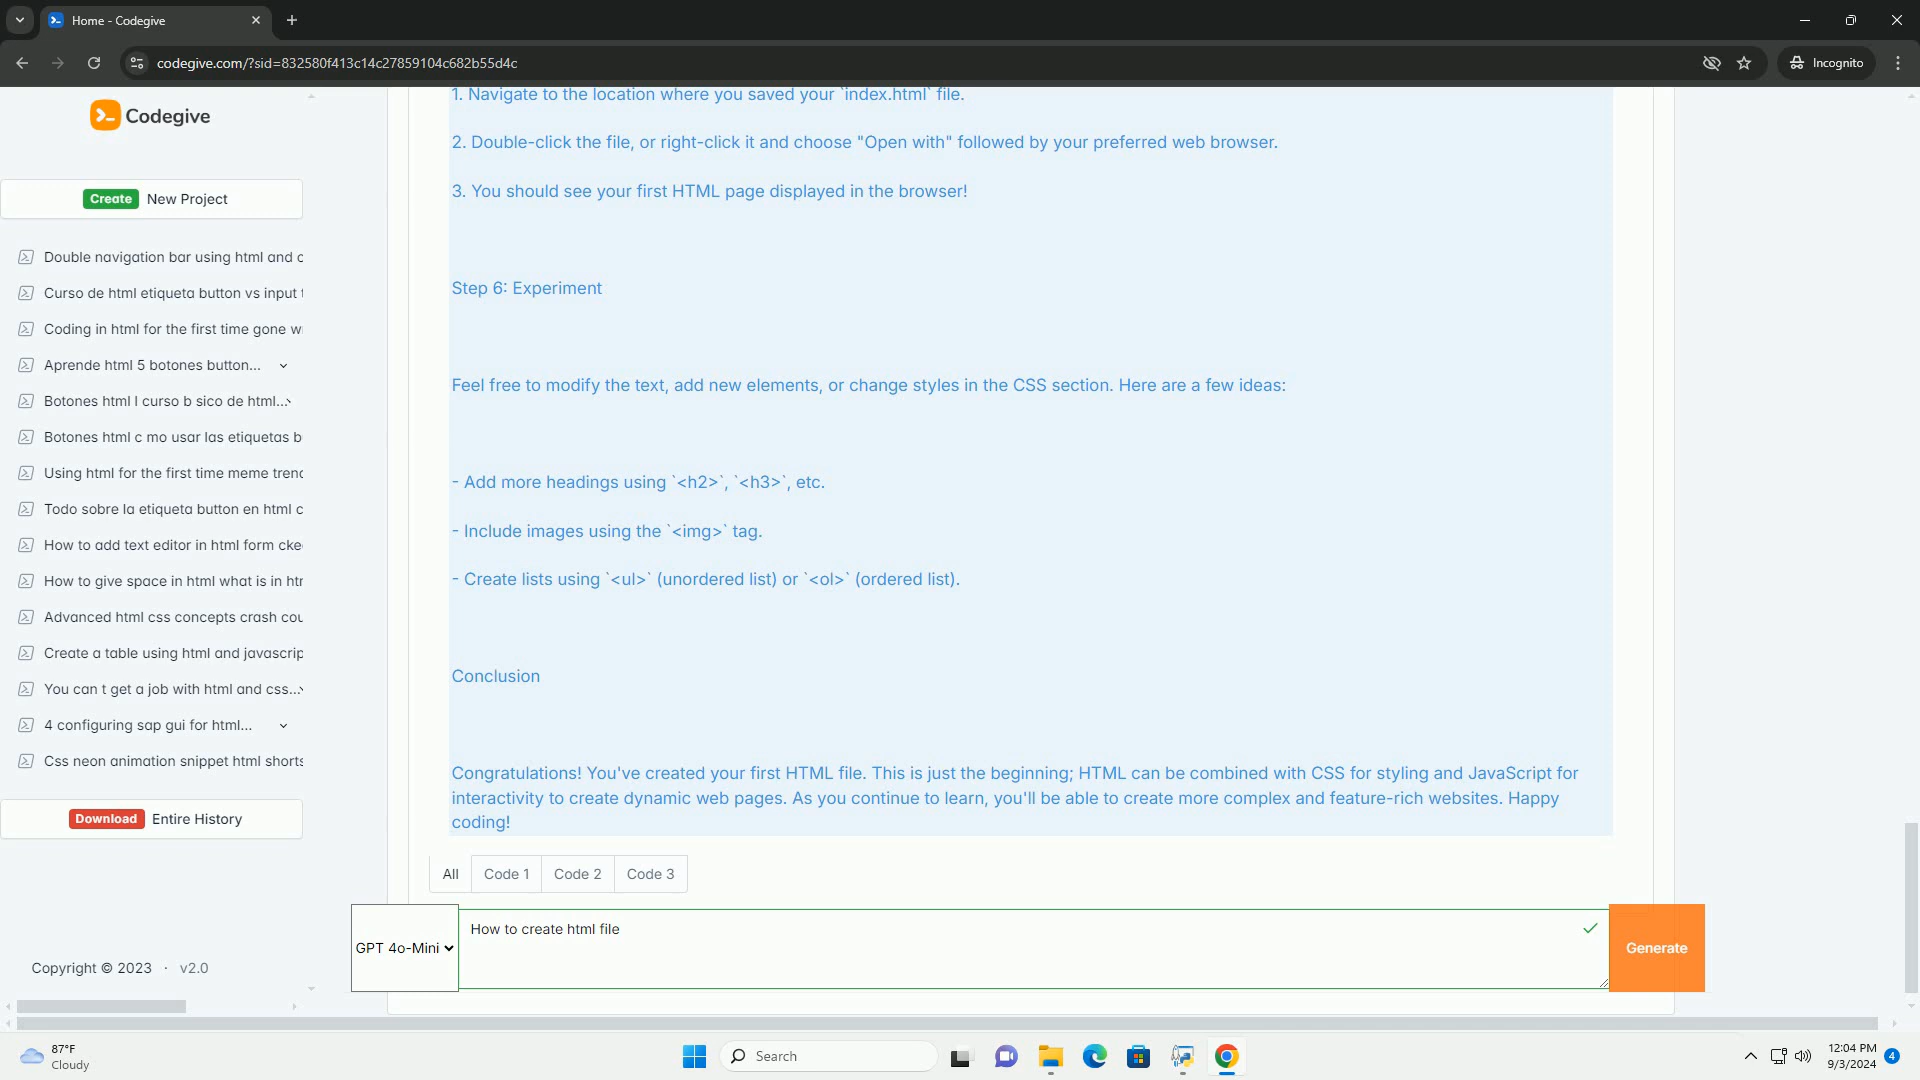 Home - Codegive
codegive.com/?sid=832580f413c14c27859104c682b55d4c
Incognito
Codegive
Create New Project
Double navigation bar using html and c
Curso de html etiqueta button vs input t
Coding in html for the first time gone w
Aprende html 5 botones button...
Botones html l curso b sico de html...
Botones html c mo usar las etiquetas b
Using html for the first time meme trend
Todo sobre la etiqueta button en html c
How to add text editor in html form cke
How to give space in html what is in htm
Advanced html css concepts crash cou
Create a table using html and javascrip
You can t get a job with html and css...
4 configuring sap gui for html...
Css neon animation snippet html shorts
Download Entire History
Copyright © 2023 · v2.0
1. Navigate to the location where you saved your `index.html` file.
2. Double-click the file, or right-click it and choose "Open with" followed by your preferred web browser.
3. You should see your first HTML page displayed in the browser!
Step 6: Experiment
Feel free to modify the text, add new elements, or change styles in the CSS section. Here are a few ideas:
- Add more headings using `<h2>`, `<h3>`, etc.
- Include images using the `<img>` tag.
- Create lists using `<ul>` (unordered list) or `<ol>` (ordered list).
Conclusion
Congratulations! You've created your first HTML file. This is just the beginning; HTML can be combined with CSS for styling and JavaScript for
interactivity to create dynamic web pages. As you continue to learn, you'll be able to create more complex and feature-rich websites. Happy
coding!
All Code 1 Code 2 Code 3
GPT 4o-Mini
How to create html file
Generate
87°F
Cloudy
Search
12:04 PM
9/3/2024
4